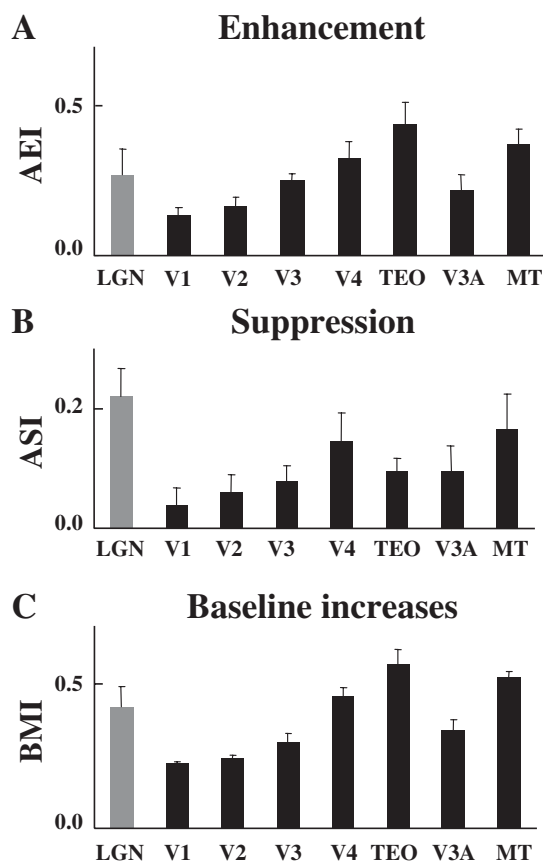 A Enhancement
AEI
0.5
0.0
LGN V1 V2 V3 V4 TEO V3A MT
B Suppression
ASI
0.2
0.0
LGN V1 V2 V3 V4 TEO V3A MT
C Baseline increases
BMI
0.5
0.0
LGN V1 V2 V3 V4 TEO V3A MT